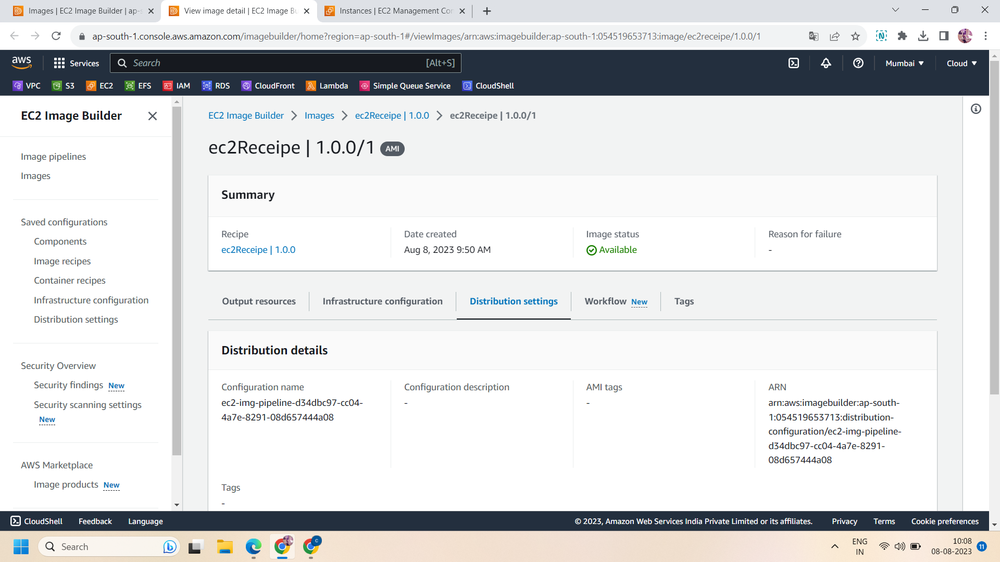 Images | EC2 Image Builder | ap-s
View image detail | EC2 Image Bu
Instances | EC2 Management Con
ap-south-1.console.aws.amazon.com/imagebuilder/home?region=ap-south-1#/viewImages/arn:aws:imagebuilder:ap-south-1:054519653713:image/ec2receipe/1.0.0/1
aws
Services
Search
[Alt+S]
Mumbai
Cloud
VPC
S3
EC2
EFS
IAM
RDS
CloudFront
Lambda
Simple Queue Service
CloudShell
EC2 Image Builder
Image pipelines
Images
Saved configurations
Components
Image recipes
Container recipes
Infrastructure configuration
Distribution settings
Security Overview
Security findings New
Security scanning settings
New
AWS Marketplace
Image products New
EC2 Image Builder
Images
ec2Receipe | 1.0.0
ec2Receipe | 1.0.0/1
ec2Receipe | 1.0.0/1 AMI
Summary
Recipe
ec2Receipe | 1.0.0
Date created
Aug 8, 2023 9:50 AM
Image status
Available
Reason for failure
-
Output resources
Infrastructure configuration
Distribution settings
Workflow New
Tags
Distribution details
Configuration name
ec2-img-pipeline-d34dbc97-cc04-
4a7e-8291-08d657444a08
Configuration description
-
AMI tags
-
ARN
arn:aws:imagebuilder:ap-south-
1:054519653713:distribution-
configuration/ec2-img-pipeline-
d34dbc97-cc04-4a7e-8291-
08d657444a08
Tags
-
CloudShell
Feedback
Language
© 2023, Amazon Web Services India Private Limited or its affiliates.
Privacy
Terms
Cookie preferences
Search
ENG
IN
10:08
08-08-2023
11